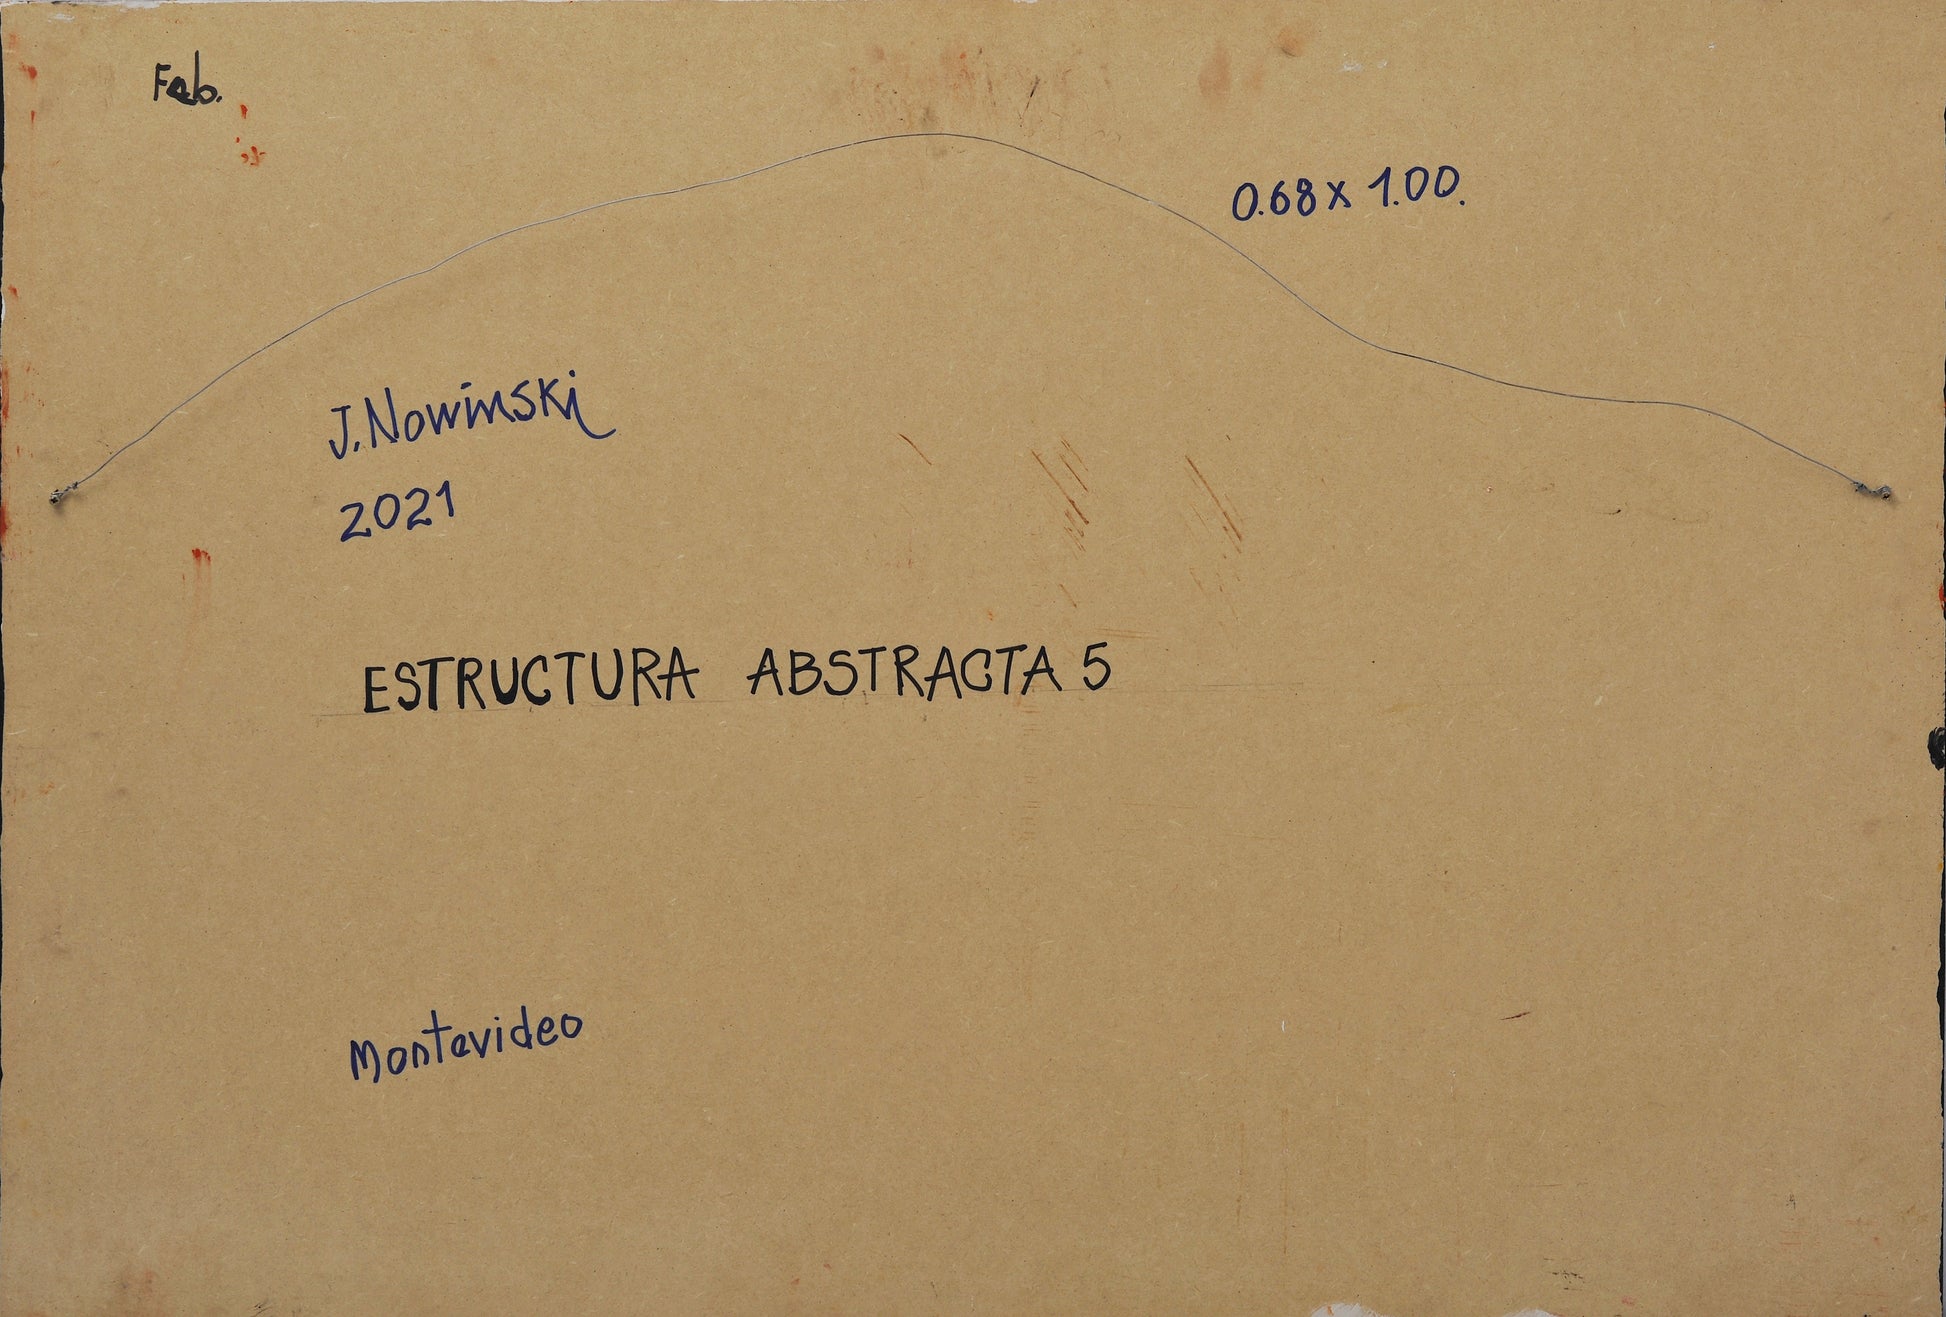 Feb.
0.68 x 1.00.
J. Nowinski
2021
ESTRUCTURA ABSTRACTA 5
Montevideo